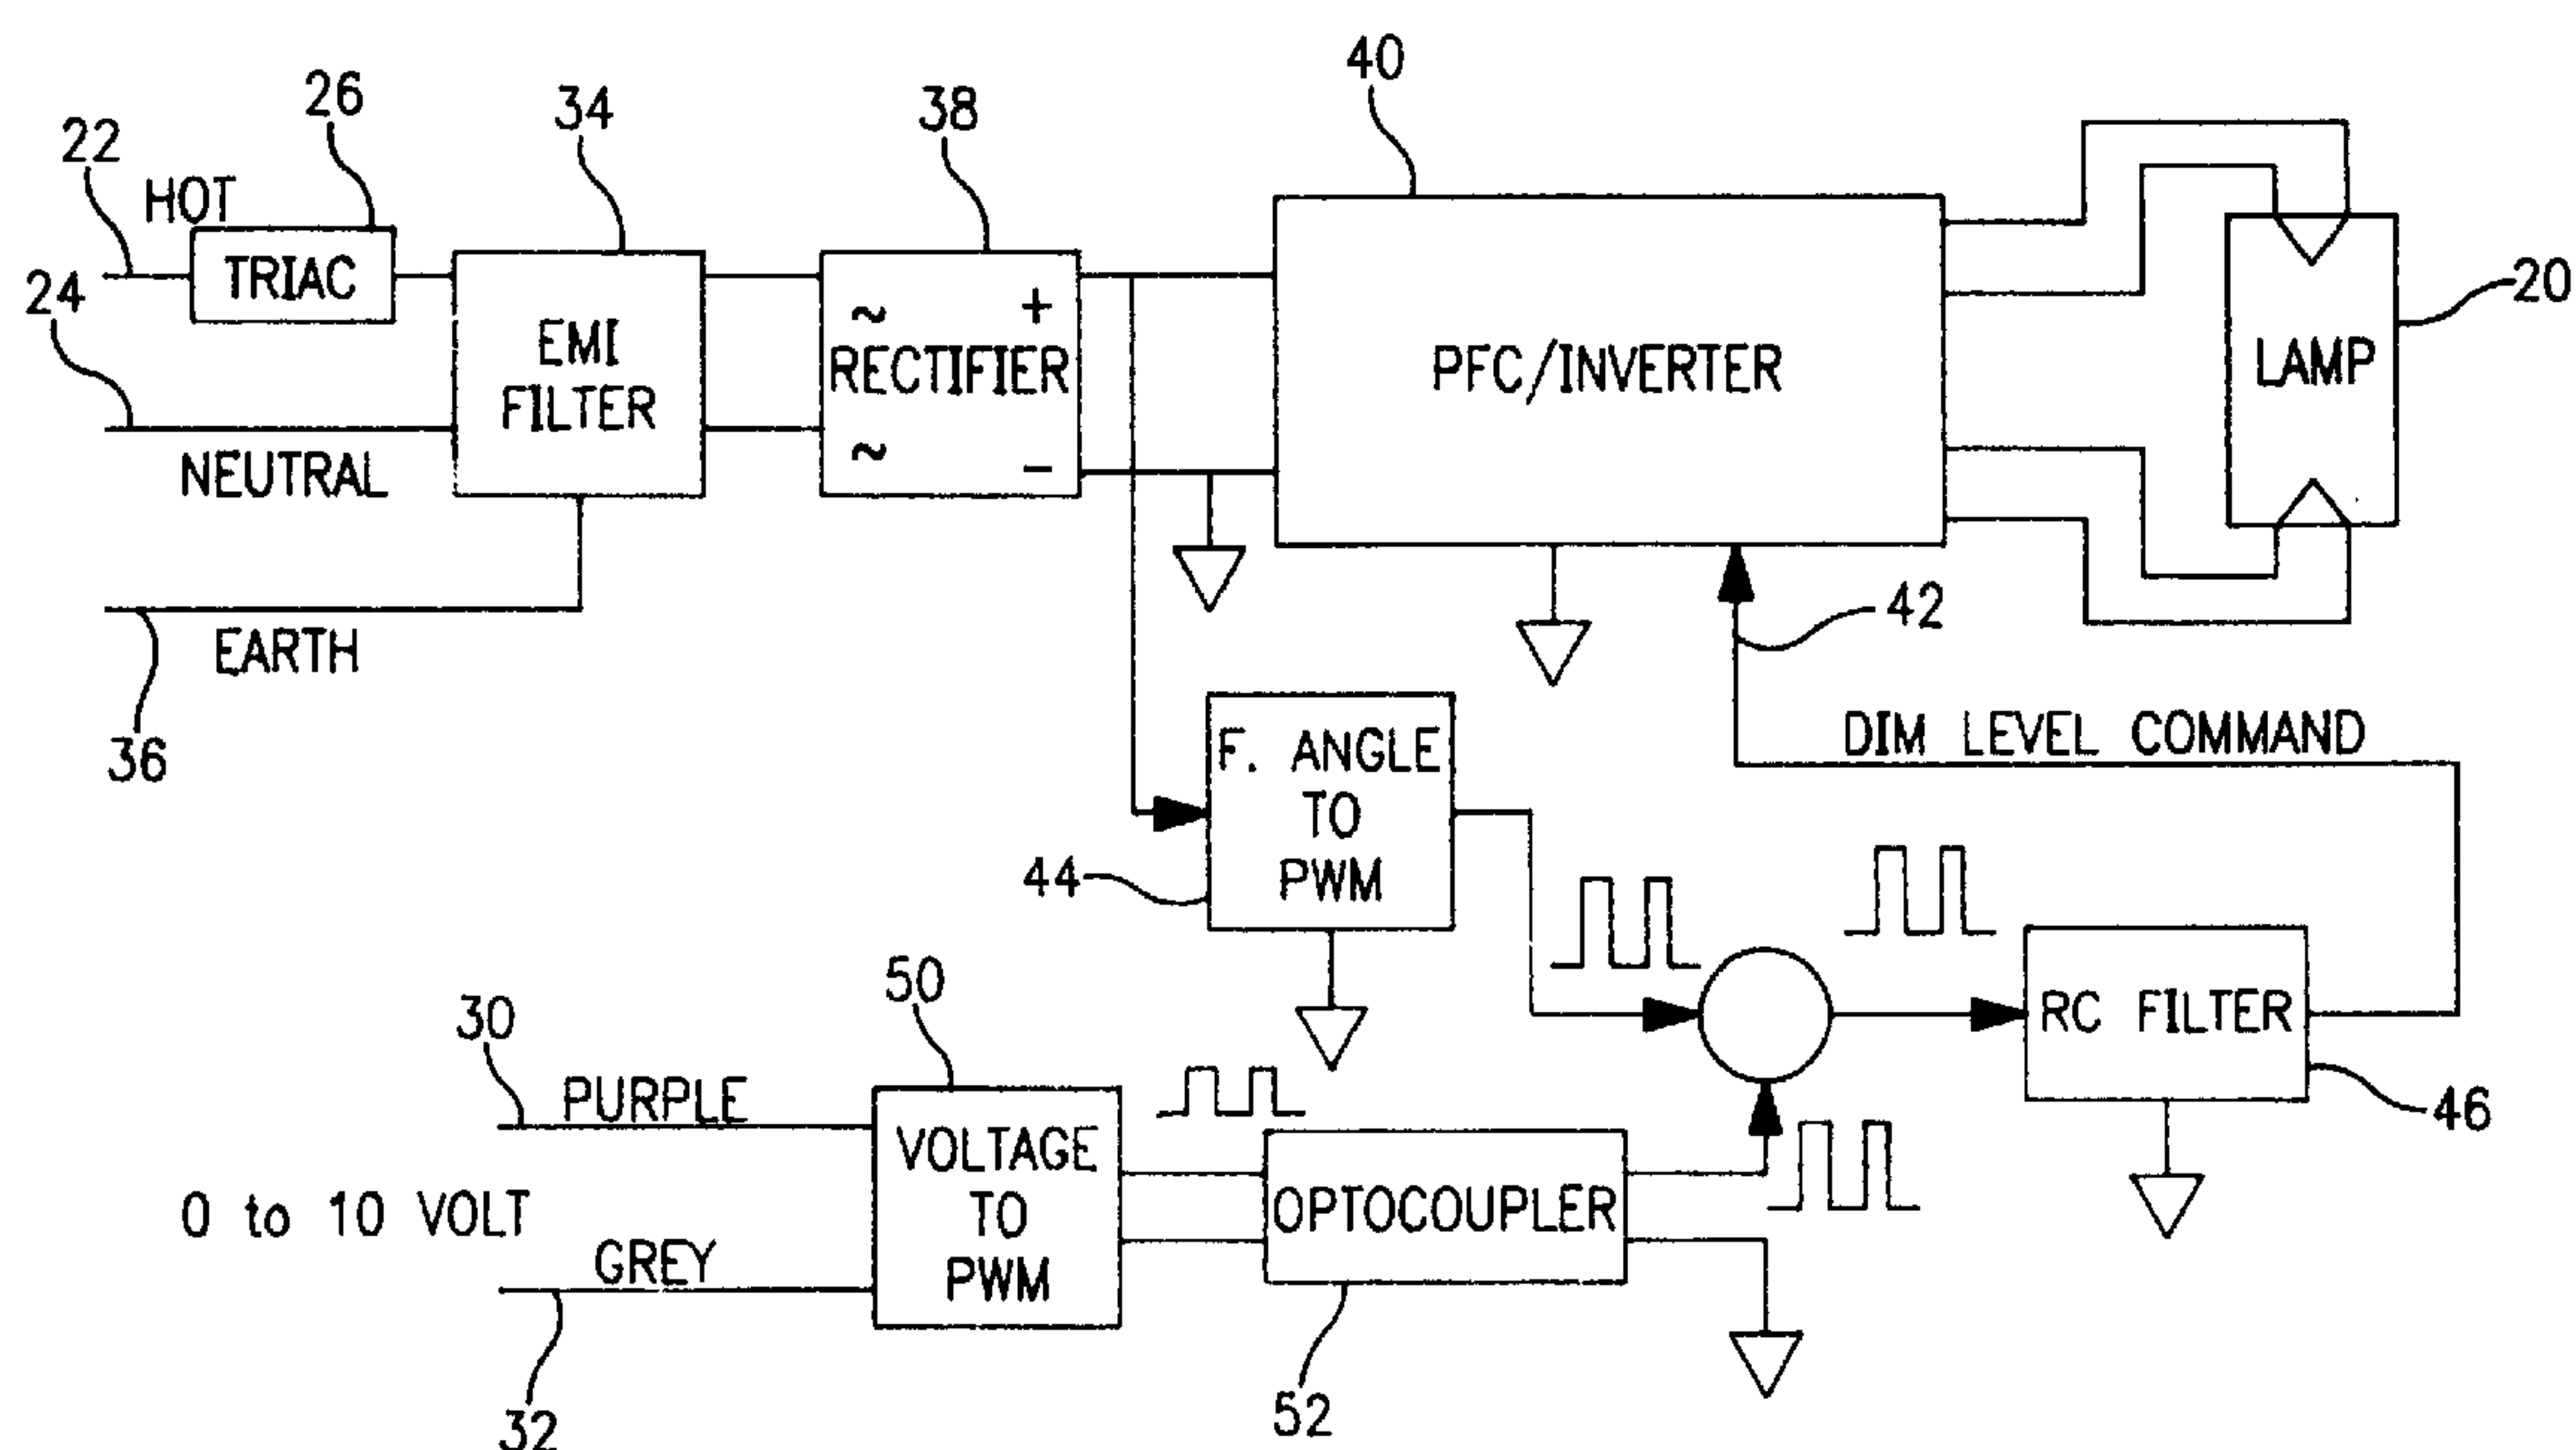 40
26
34
38
22
HOT
TRIAC
24
EMI
FILTER
~ +
RECTIFIER
~ -
PFC/INVERTER
LAMP
20
NEUTRAL
EARTH
36
42
DIM LEVEL COMMAND
F. ANGLE
TO
PWM
44
RC FILTER
46
50
30
PURPLE
VOLTAGE
TO
PWM
0 to 10 VOLT
GREY
32
OPTOCOUPLER
52